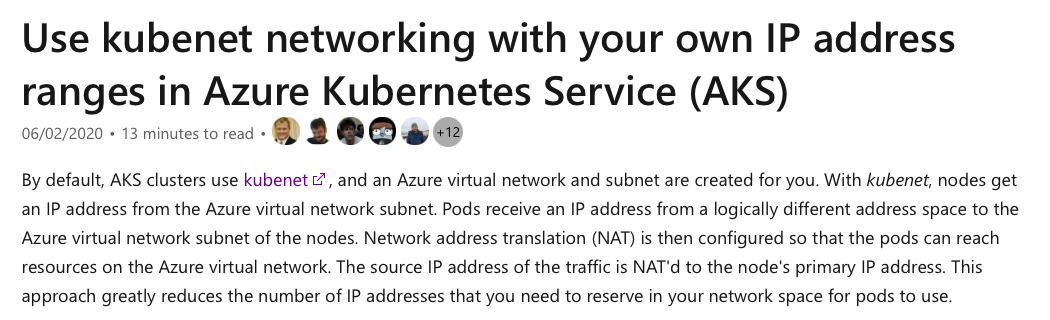 Use kubenet networking with your own IP address
ranges in Azure Kubernetes Service (AKS)
06/02/2020 • 13 minutes to read • +12
By default, AKS clusters use kubenet , and an Azure virtual network and subnet are created for you. With kubenet, nodes get
an IP address from the Azure virtual network subnet. Pods receive an IP address from a logically different address space to the
Azure virtual network subnet of the nodes. Network address translation (NAT) is then configured so that the pods can reach
resources on the Azure virtual network. The source IP address of the traffic is NAT'd to the node's primary IP address. This
approach greatly reduces the number of IP addresses that you need to reserve in your network space for pods to use.